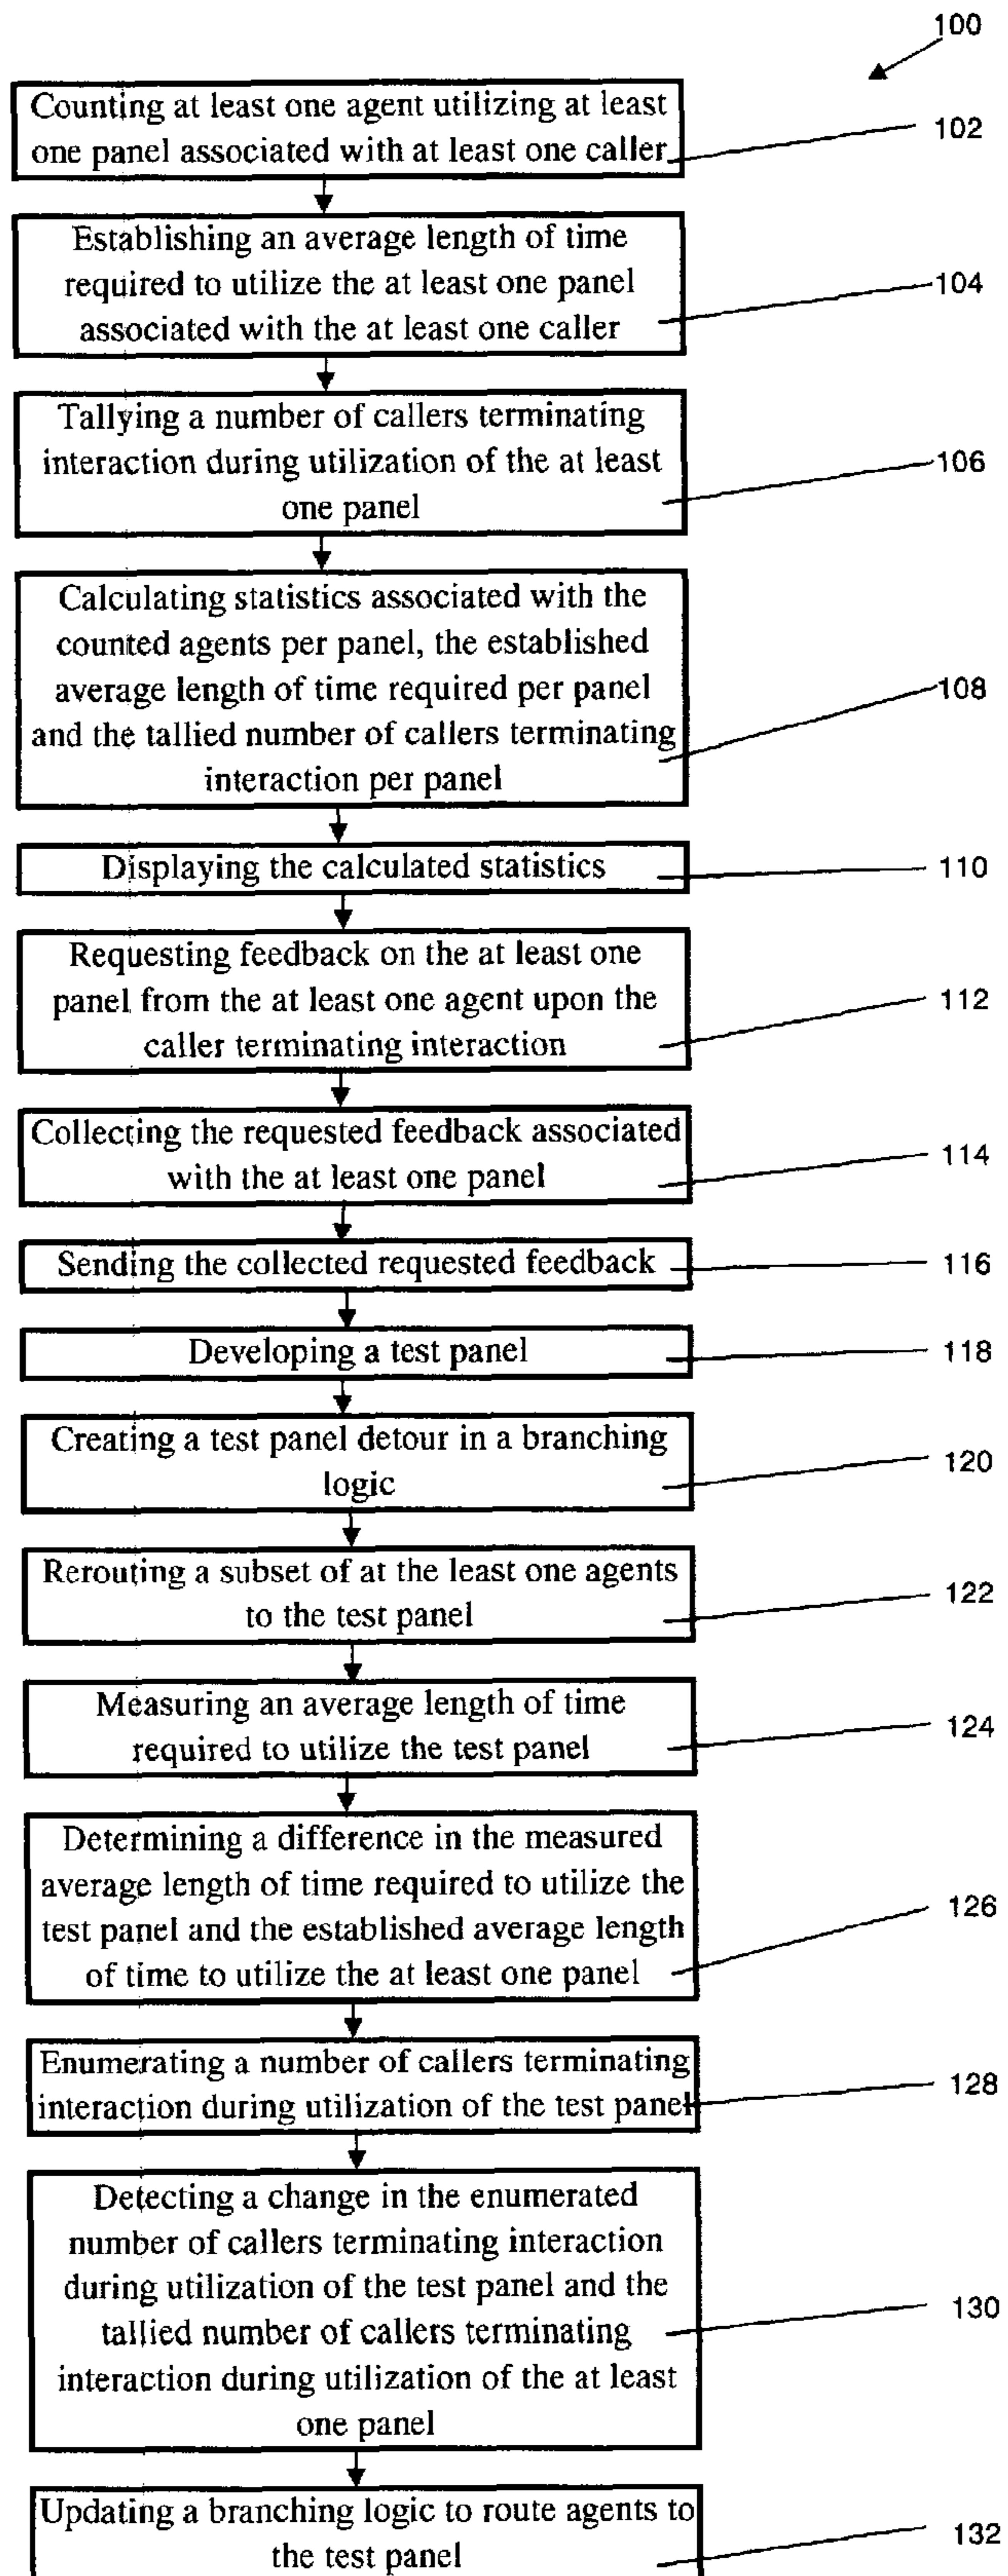 100
Counting at least one agent utilizing at least
one panel associated with at least one caller
102
Establishing an average length of time
required to utilize the at least one panel
associated with the at least one caller
104
Tallying a number of callers terminating
interaction during utilization of the at least
one panel
106
Calculating statistics associated with the
counted agents per panel, the established
average length of time required per panel
and the tallied number of callers terminating
interaction per panel
108
Displaying the calculated statistics
110
Requesting feedback on the at least one
panel from the at least one agent upon the
caller terminating interaction
112
Collecting the requested feedback associated
with the at least one panel
114
Sending the collected requested feedback
116
Developing a test panel
118
Creating a test panel detour in a branching
logic
120
Rerouting a subset of at the least one agents
to the test panel
122
Measuring an average length of time
required to utilize the test panel
124
Determining a difference in the measured
average length of time required to utilize the
test panel and the established average length
of time to utilize the at least one panel
126
Enumerating a number of callers terminating
interaction during utilization of the test panel
128
Detecting a change in the enumerated
number of callers terminating interaction
during utilization of the test panel and the
tallied number of callers terminating
interaction during utilization of the at least
one panel
130
Updating a branching logic to route agents to
the test panel
132